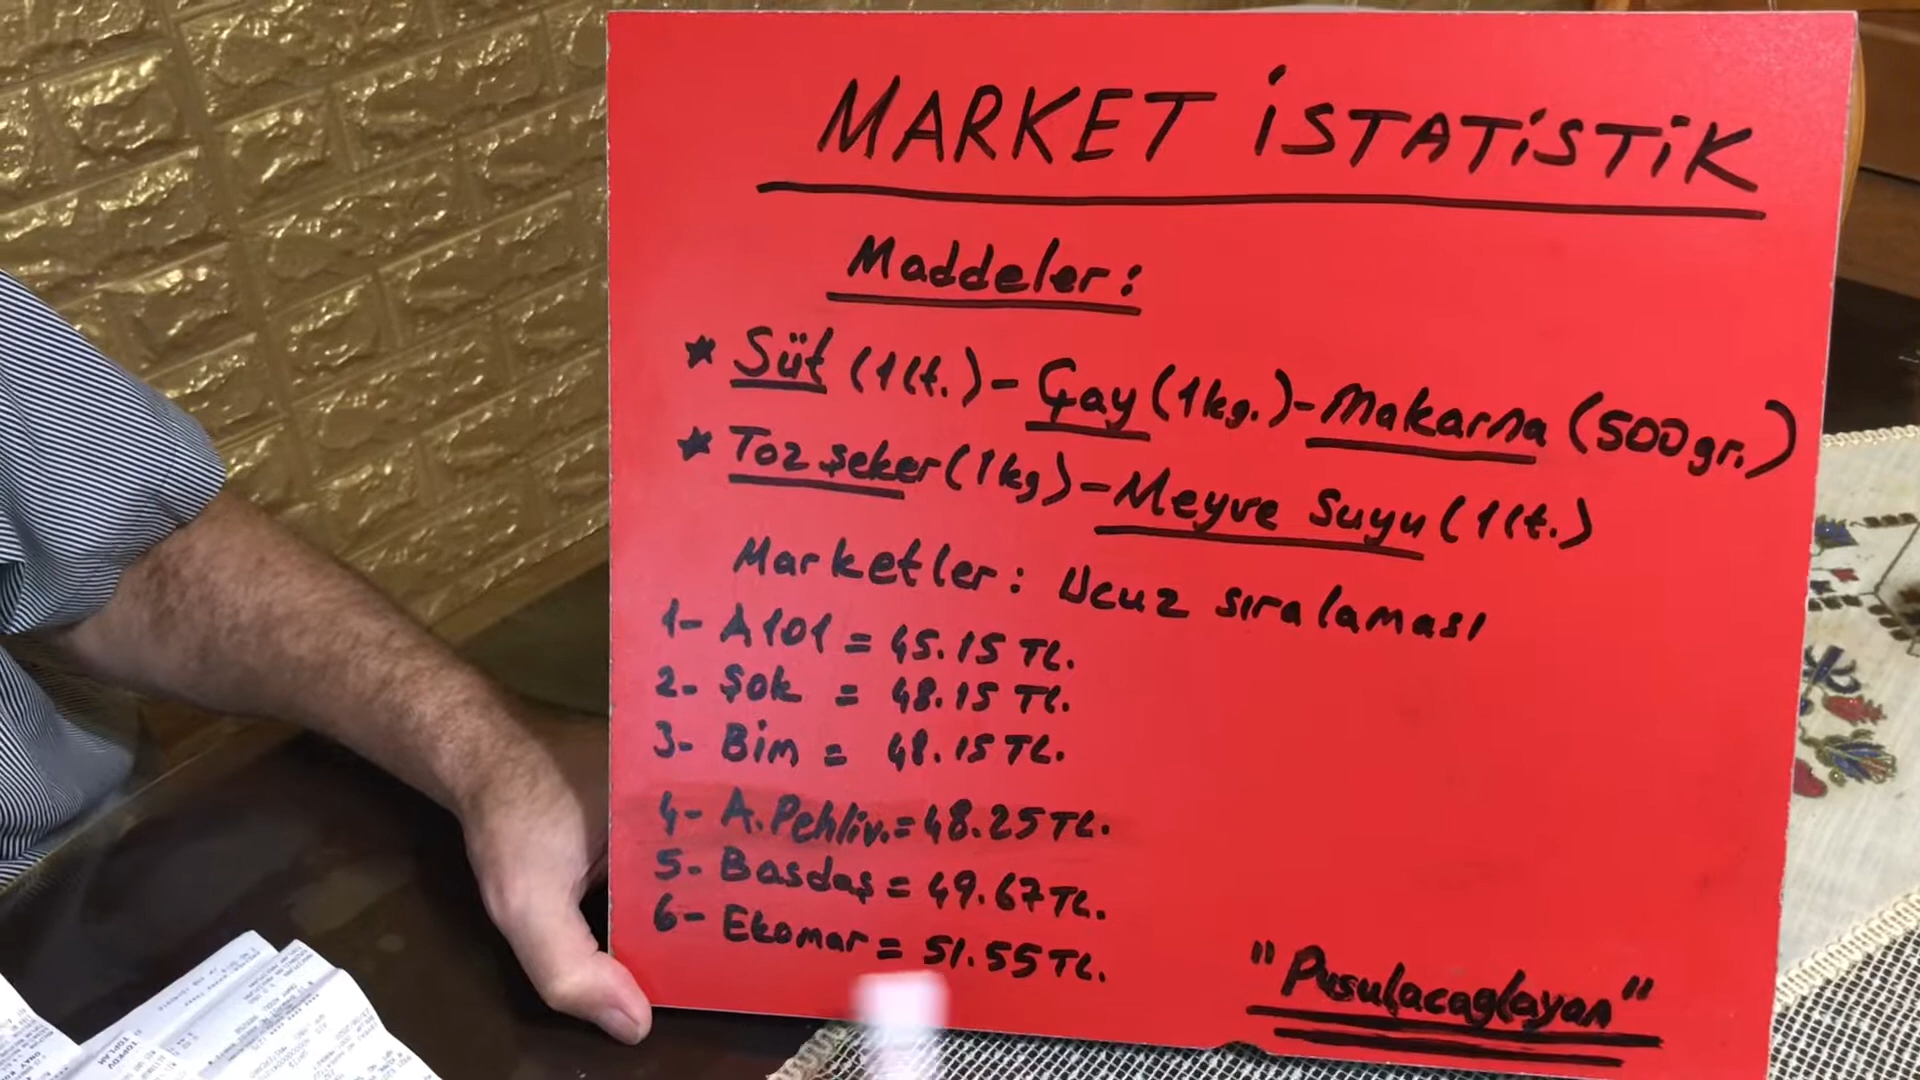 MARKET İSTATİSTİK
Maddeler:
* Süt (1lt.) - Çay (1kg.) - Makarna (500gr.)
* Toz şeker (1kg) - Meyve Suyu (1lt.)
Marketler: Ucuz sıralaması
1- A101 = 45.15 TL.
2- Şok = 48.15 TL.
3- Bim = 48.15 TL.
4- A.Pehliv. = 48.25 TL.
5- Basdaş = 49.67 TL.
6- Ekomar = 51.55 TL.
"Pusulacaglayan"